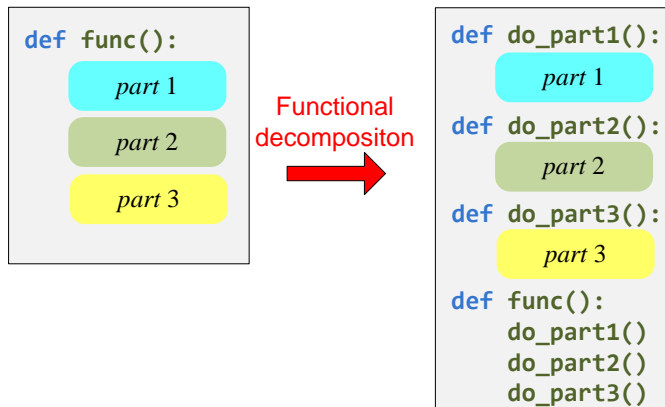 def func():
part 1
part 2
part 3
Functional
decompositon
def do_part1():
part 1
def do_part2():
part 2
def do_part3():
part 3
def func():
do_part1()
do_part2()
do_part3()